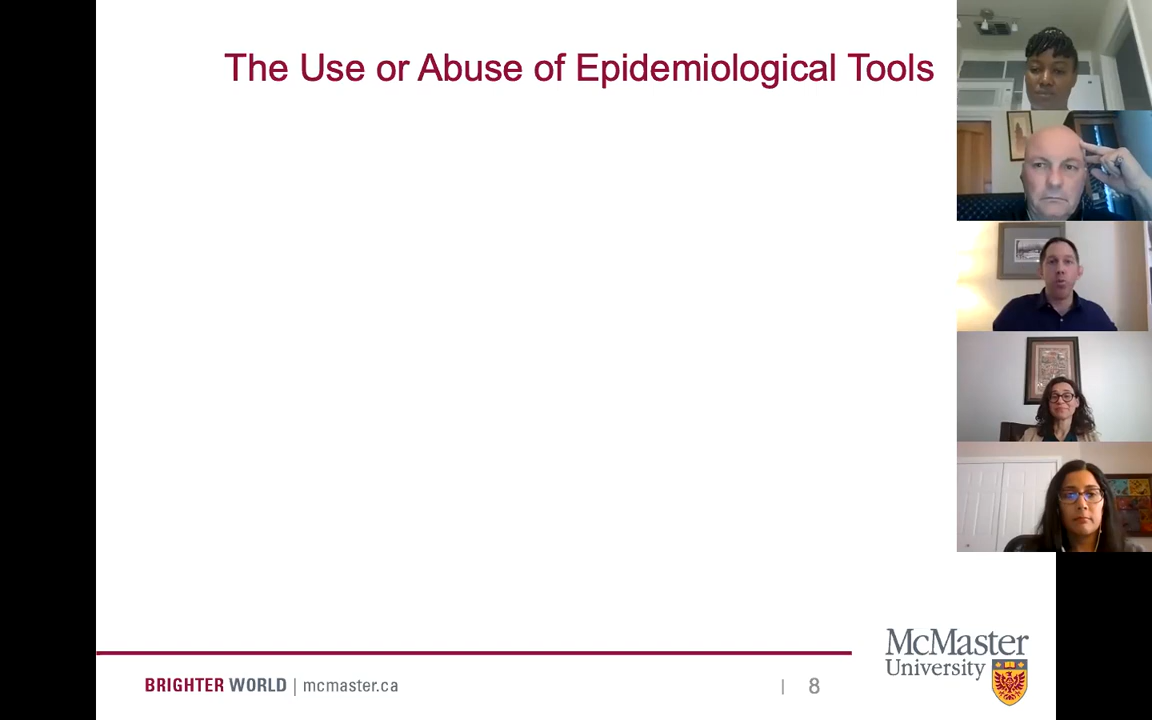 The Use or Abuse of Epidemiological Tools
BRIGHTER WORLD | mcmaster.ca
| 8
McMaster
University